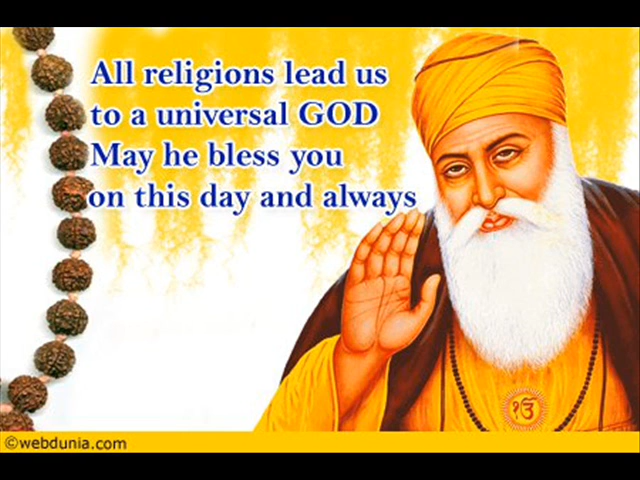 All religions lead us
to a universal GOD
May he bless you
on this day and always
ੴ
©webdunia.com